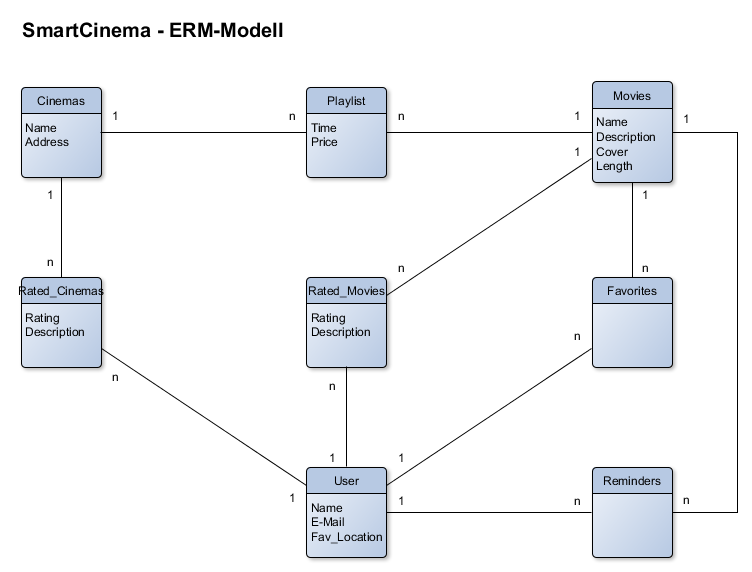 SmartCinema - ERM-Modell
Cinemas
Name
Address
1
n
Playlist
Time
Price
n
1
Movies
Name
Description
Cover
Length
1
1
1
n
1
n
n
Rated_Cinemas
Rating
Description
n
Rated_Movies
Rating
Description
n
Favorites
n
1
1
1
User
Name
E-Mail
Fav_Location
1
n
Reminders
n